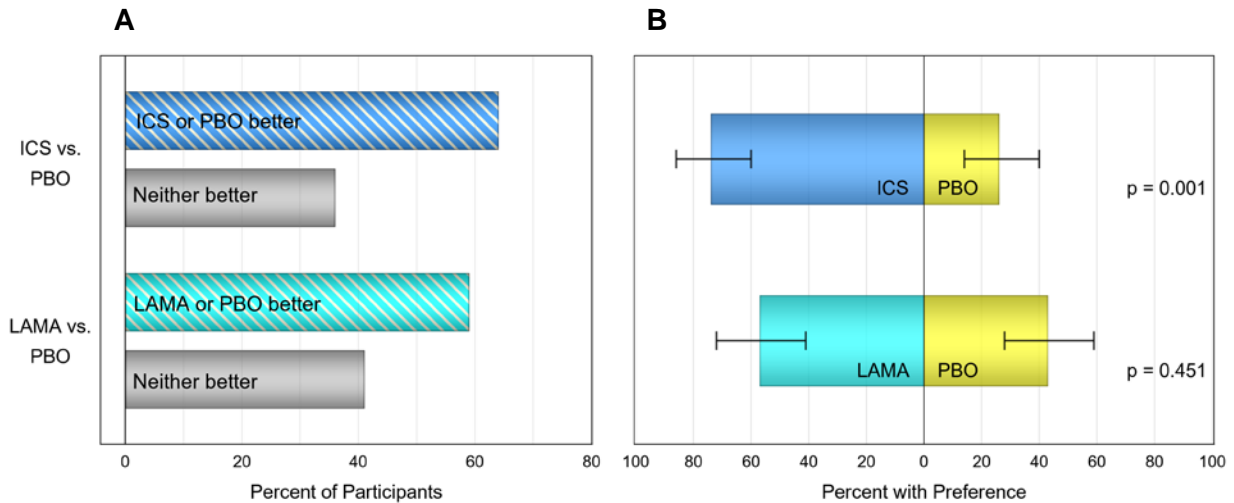 A
B
ICS vs.
PBO
ICS or PBO better
Neither better
LAMA vs.
PBO
LAMA or PBO better
Neither better
0 20 40 60 80
Percent of Participants
ICS PBO
p = 0.001
LAMA PBO
p = 0.451
100 80 60 40 20 0 20 40 60 80 100
Percent with Preference